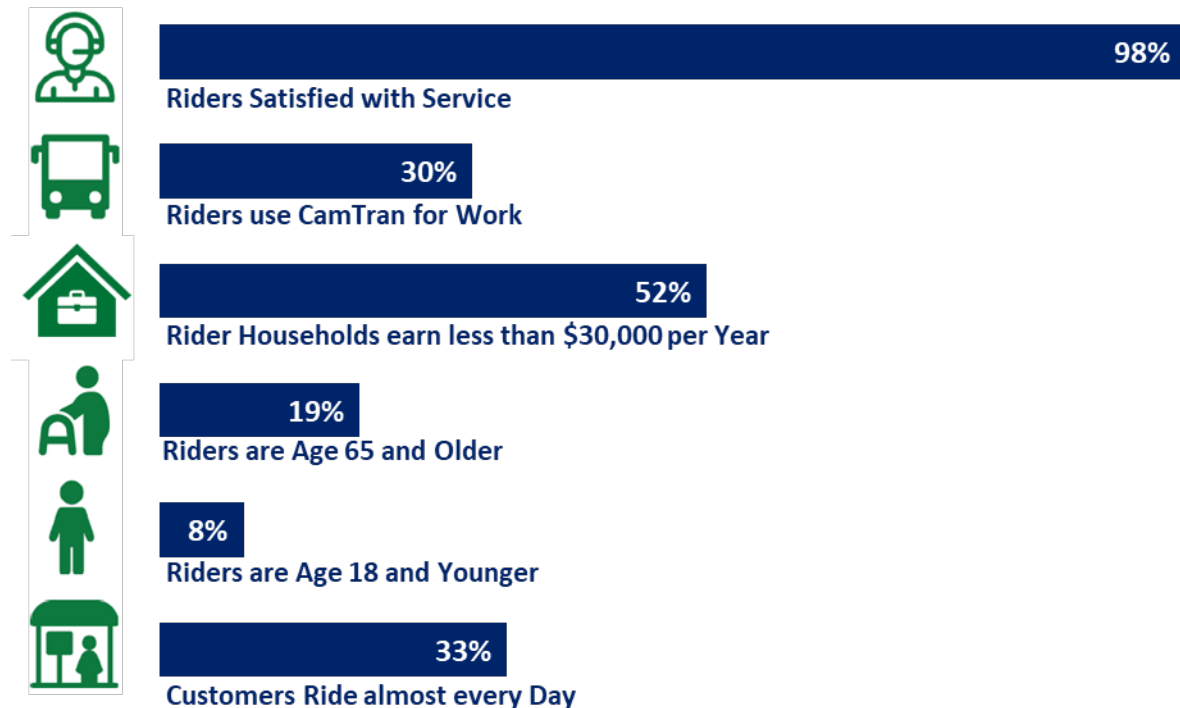 98%
Riders Satisfied with Service
30%
Riders use CamTran for Work
52%
Rider Households earn less than $30,000 per Year
19%
Riders are Age 65 and Older
8%
Riders are Age 18 and Younger
33%
Customers Ride almost every Day